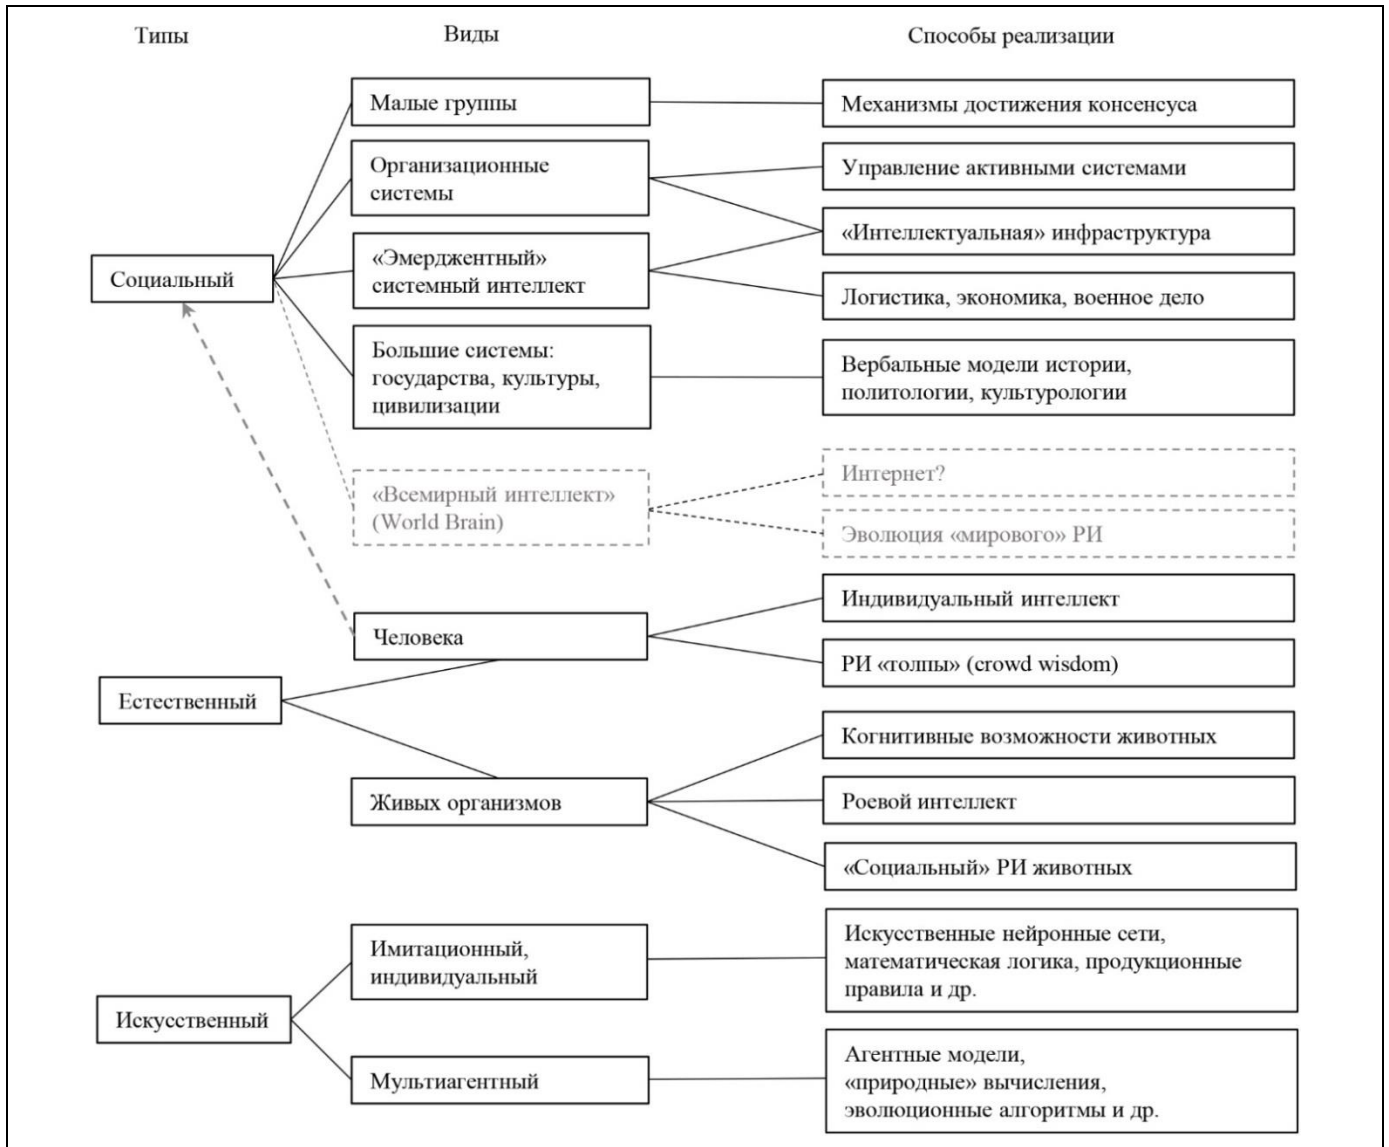 Типы
Виды
Способы реализации
Малые группы
Механизмы достижения консенсуса
Организационные
системы
Управление активными системами
«Интеллектуальная» инфраструктура
Социальный
«Эмерджентный»
системный интеллект
Логистика, экономика, военное дело
Большие системы:
государства, культуры,
цивилизации
Вербальные модели истории,
политологии, культурологии
«Всемирный интеллект»
(World Brain)
Интернет?
Эволюция «мирового» РИ
Человека
Индивидуальный интеллект
РИ «толпы» (crowd wisdom)
Естественный
Когнитивные возможности животных
Живых организмов
Роевой интеллект
«Социальный» РИ животных
Имитационный,
индивидуальный
Искусственные нейронные сети,
математическая логика, продукционные
правила и др.
Искусственный
Мультиагентный
Агентные модели,
«природные» вычисления,
эволюционные алгоритмы и др.